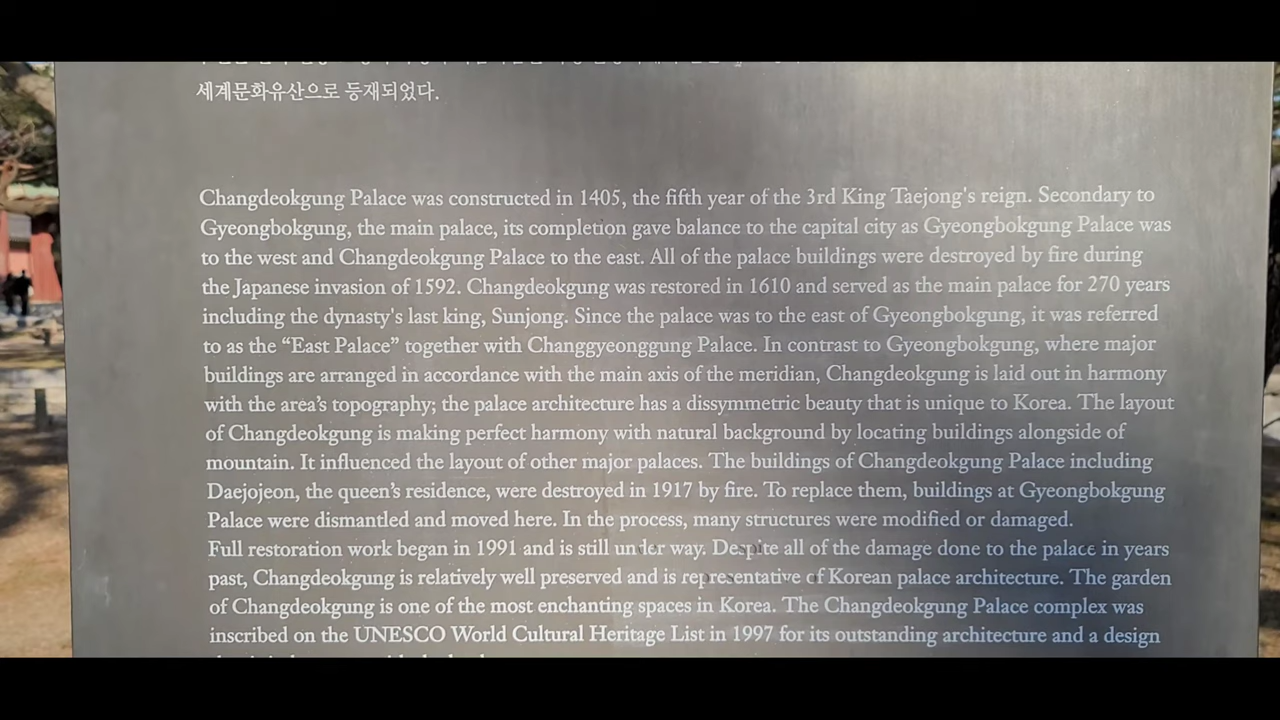 세계문화유산으로 등재되었다.
Changdeokgung Palace was constructed in 1405, the fifth year of the 3rd King Taejong's reign. Secondary to
Gyeongbokgung, the main palace, its completion gave balance to the capital city as Gyeongbokgung Palace was
to the west and Changdeokgung Palace to the east. All of the palace buildings were destroyed by fire during
the Japanese invasion of 1592. Changdeokgung was restored in 1610 and served as the main palace for 270 years
including the dynasty's last king, Sunjong. Since the palace was to the east of Gyeongbokgung, it was referred
to as the “East Palace” together with Changgyeonggung Palace. In contrast to Gyeongbokgung, where major
buildings are arranged in accordance with the main axis of the meridian, Changdeokgung is laid out in harmony
with the area’s topography; the palace architecture has a dissymmetric beauty that is unique to Korea. The layout
of Changdeokgung is making perfect harmony with natural background by locating buildings alongside of
mountain. It influenced the layout of other major palaces. The buildings of Changdeokgung Palace including
Daejojeon, the queen’s residence, were destroyed in 1917 by fire. To replace them, buildings at Gyeongbokgung
Palace were dismantled and moved here. In the process, many structures were modified or damaged.
Full restoration work began in 1991 and is still under way. Despite all of the damage done to the palace in years
past, Changdeokgung is relatively well preserved and is representative of Korean palace architecture. The garden
of Changdeokgung is one of the most enchanting spaces in Korea. The Changdeokgung Palace complex was
inscribed on the UNESCO World Cultural Heritage List in 1997 for its outstanding architecture and a design